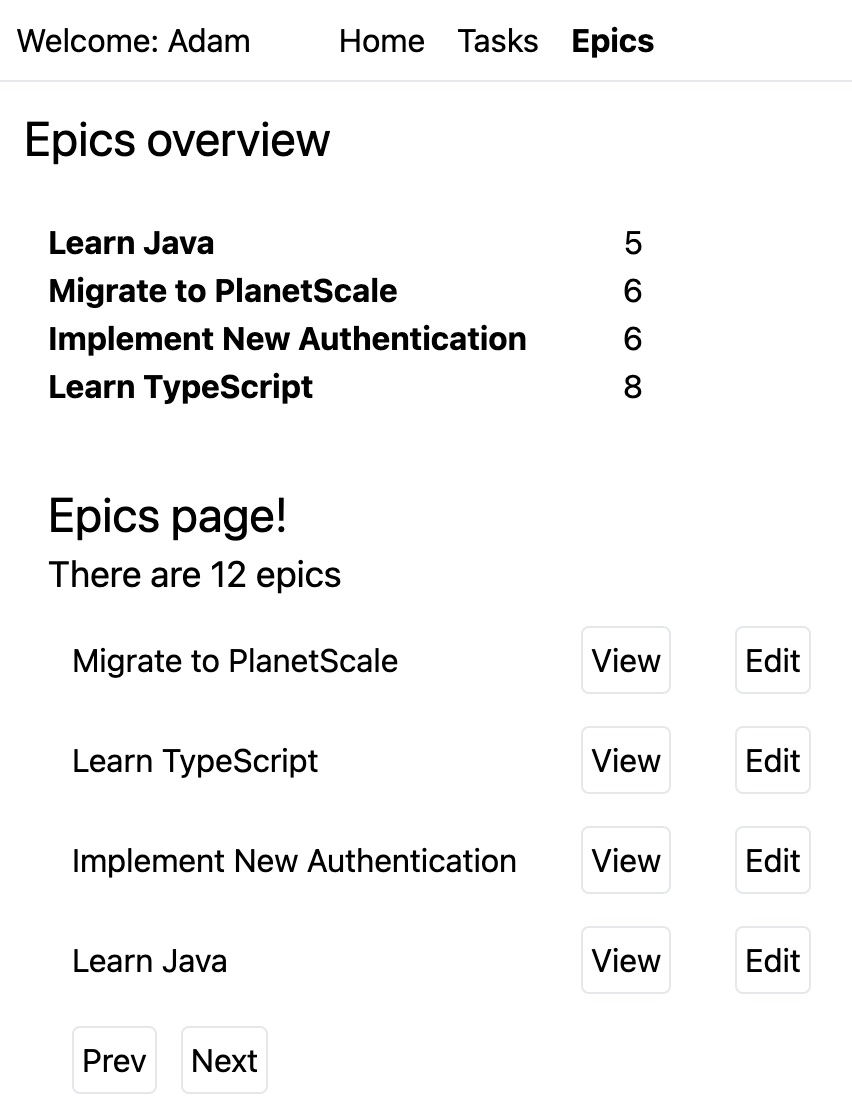 Welcome: Adam Home Tasks Epics
Epics overview
Learn Java 5
Migrate to PlanetScale 6
Implement New Authentication 6
Learn TypeScript 8
Epics page!
There are 12 epics
Migrate to PlanetScale View Edit
Learn TypeScript View Edit
Implement New Authentication View Edit
Learn Java View Edit
Prev Next